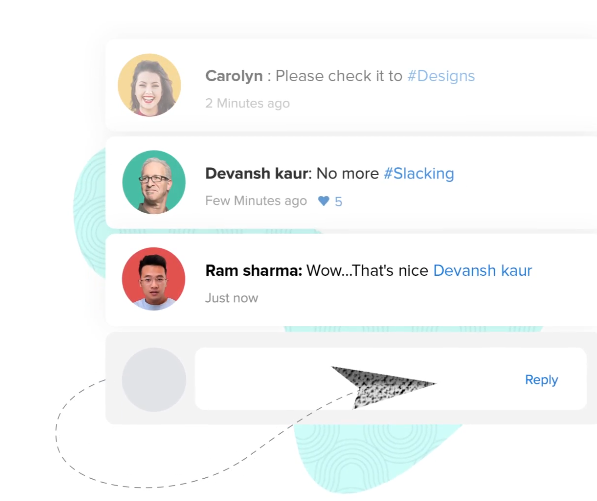 Carolyn : Please check it to #Designs
2 Minutes ago
Devansh kaur: No more #Slacking
Few Minutes ago 5
Ram sharma: Wow...That's nice Devansh kaur
Just now
Reply